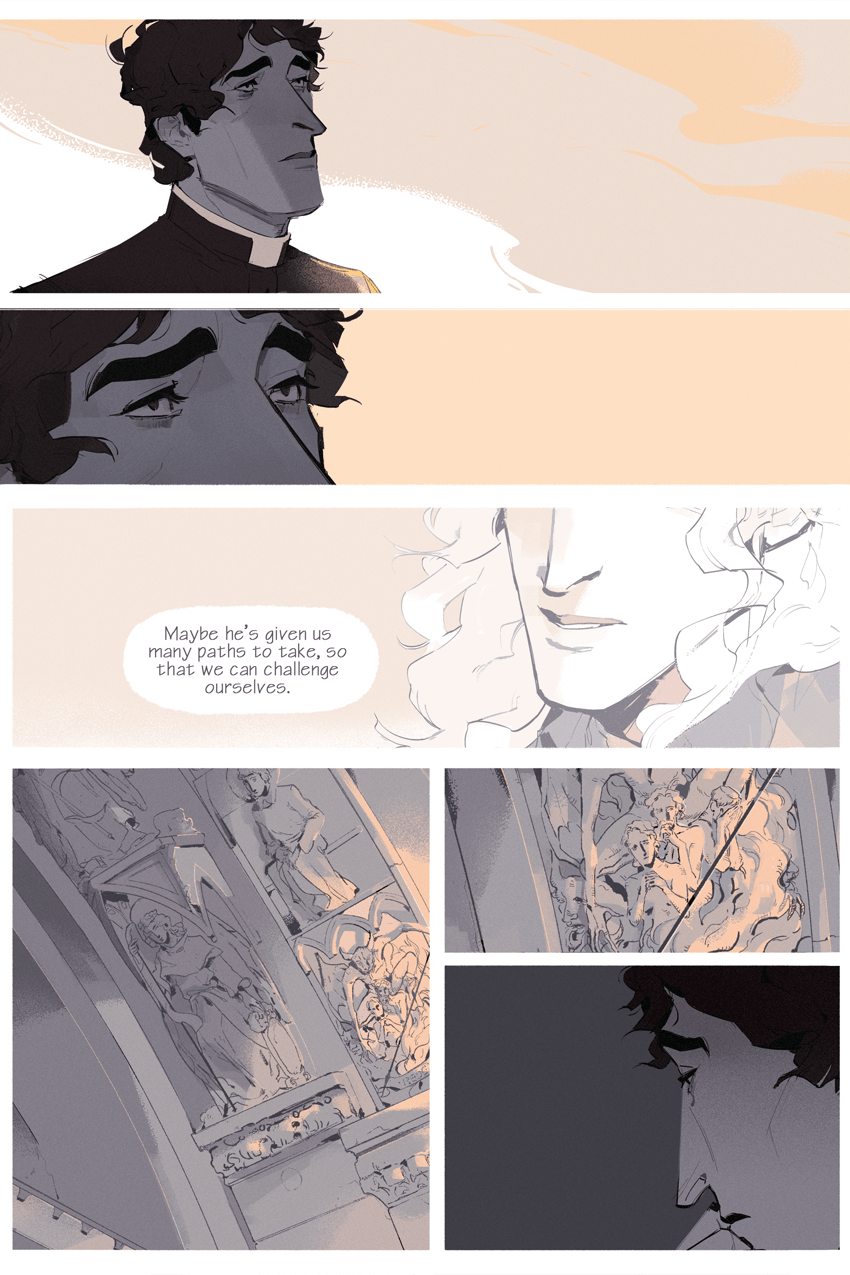 Maybe he's given us
many paths to take, so
that we can challenge
ourselves.